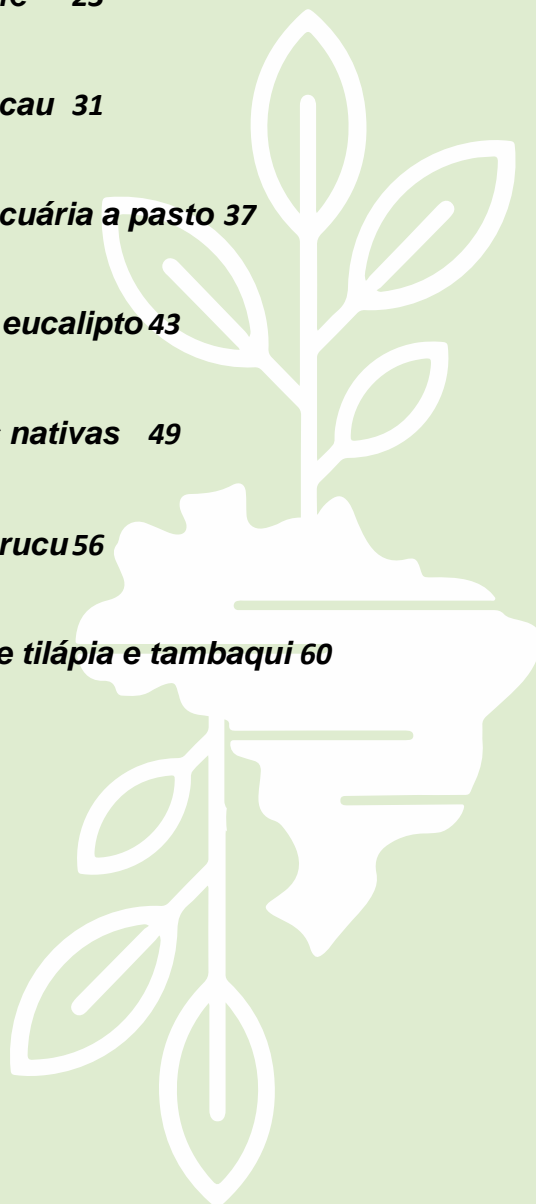 cau 31
cuária a pasto 37
eucalipto 43
nativas 49
rucu 56
e tilápia e tambaqui 60